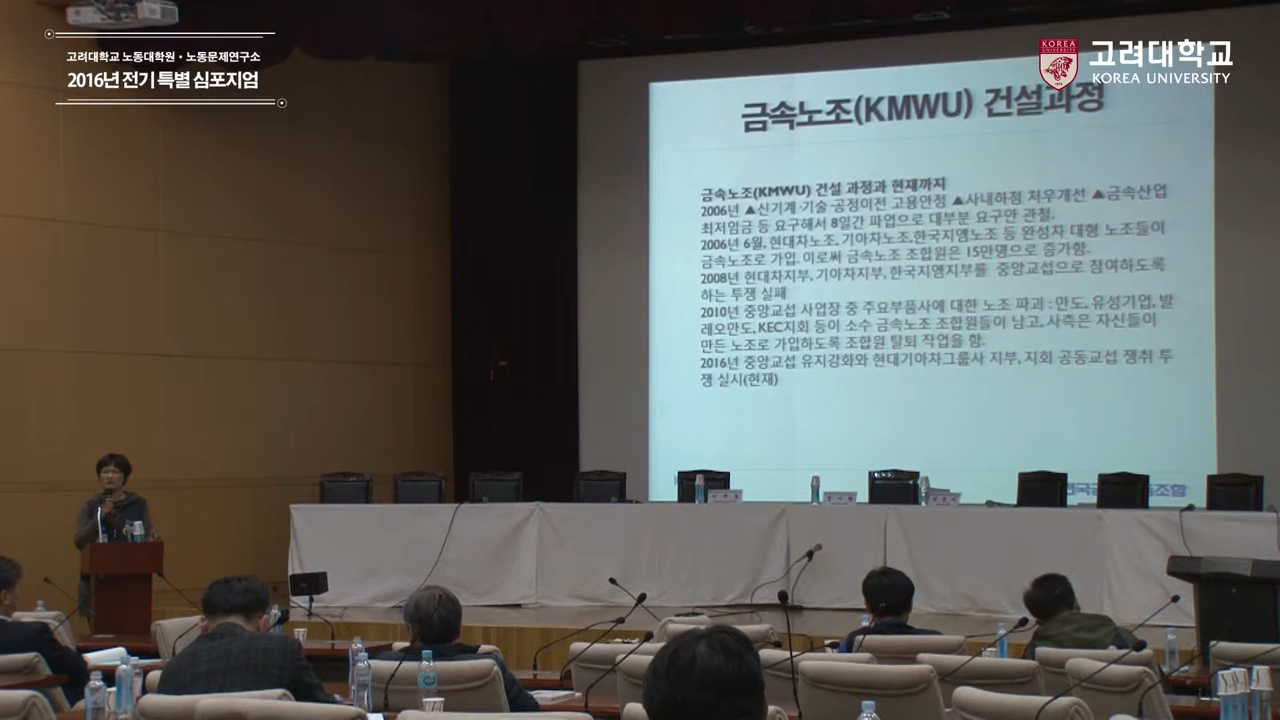 고려대학교 노동대학원 • 노동문제연구소
2016년 전기 특별 심포지엄
KOREA
UNIVERSITY
고려대학교
KOREA UNIVERSITY
금속노조(KMWU) 건설과정
금속노조(KMWU) 건설 과정과 현재까지
2006년 ▲신기계·기술·공정이전 고용안정 ▲사내하청 처우개선 ▲금속산업
최저임금 등 요구해서 8일간 파업으로 대부분 요구안 관철.
2006년 6월, 현대차노조, 기아차노조,한국지엠노조 등 완성차 대형 노조들이
금속노조로 가입. 이로써 금속노조 조합원은 15만명으로 증가함.
2008년 현대차지부, 기아차지부, 한국지엠지부를 중앙교섭으로 참여하도록
하는 투쟁 실패
2010년 중앙교섭 사업장 중 주요부품사에 대한 노조 파괴 : 만도, 유성기업, 발
레오만도, KEC지회 등이 소수 금속노조 조합원들이 남고, 사측은 자신들이
만든 노조로 가입하도록 조합원 탈퇴 작업을 함.
2016년 중앙교섭 유지강화와 현대기아차그룹사 지부, 지회 공동교섭 쟁취 투
쟁 실시(현재)